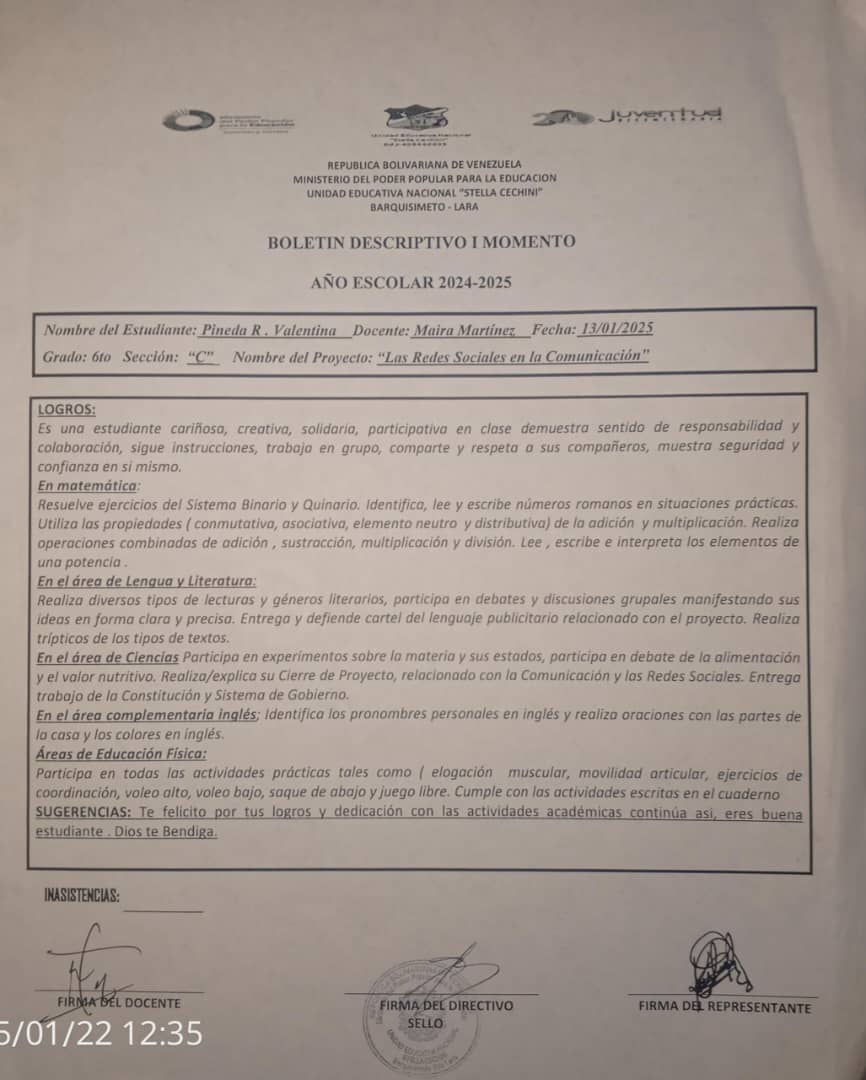 Juventud
REPUBLICA BOLIVARIANA DE VENEZUELA
MINISTERIO DEL PODER POPULAR PARA LA EDUCACION
UNIDAD EDUCATIVA NACIONAL "STELLA CECHINI"
BARQUISIMETO - LARA
BOLETIN DESCRIPTIVO I MOMENTO
AÑO ESCOLAR 2024-2025
Nombre del Estudiante: Pineda R . Valentina Docente: Maira Martínez Fecha: 13/01/2025
Grado: 6to Sección: "C" Nombre del Proyecto: "Las Redes Sociales en la Comunicación"
LOGROS:
Es una estudiante cariñosa, creativa, solidaria, participativa en clase demuestra sentido de responsabilidad y
colaboración, sigue instrucciones, trabaja en grupo, comparte y respeta a sus compañeros, muestra seguridad y
confianza en si mismo.
En matemática:
Resuelve ejercicios del Sistema Binario y Quinario. Identifica, lee y escribe números romanos en situaciones prácticas.
Utiliza las propiedades ( conmutativa, asociativa, elemento neutro y distributiva) de la adición y multiplicación. Realiza
operaciones combinadas de adición , sustracción, multiplicación y división. Lee , escribe e interpreta los elementos de
una potencia .
En el área de Lengua y Literatura:
Realiza diversos tipos de lecturas y géneros literarios, participa en debates y discusiones grupales manifestando sus
ideas en forma clara y precisa. Entrega y defiende cartel del lenguaje publicitario relacionado con el proyecto. Realiza
trípticos de los tipos de textos.
En el área de Ciencias Participa en experimentos sobre la materia y sus estados, participa en debate de la alimentación
y el valor nutritivo. Realiza/explica su Cierre de Proyecto, relacionado con la Comunicación y las Redes Sociales. Entrega
trabajo de la Constitución y Sistema de Gobierno.
En el área complementaria inglés; Identifica los pronombres personales en inglés y realiza oraciones con las partes de
la casa y los colores en inglés.
Áreas de Educación Física:
Participa en todas las actividades prácticas tales como ( elogación muscular, movilidad articular, ejercicios de
coordinación, voleo alto, voleo bajo, saque de abajo y juego libre. Cumple con las actividades escritas en el cuaderno
SUGERENCIAS: Te felicito por tus logros y dedicación con las actividades académicas continúa asi, eres buena
estudiante . Dios te Bendiga.
INASISTENCIAS:
FIRMA DEL DOCENTE
FIRMA DEL DIRECTIVO
SELLO
FIRMA DEL REPRESENTANTE
5/01/22 12:35